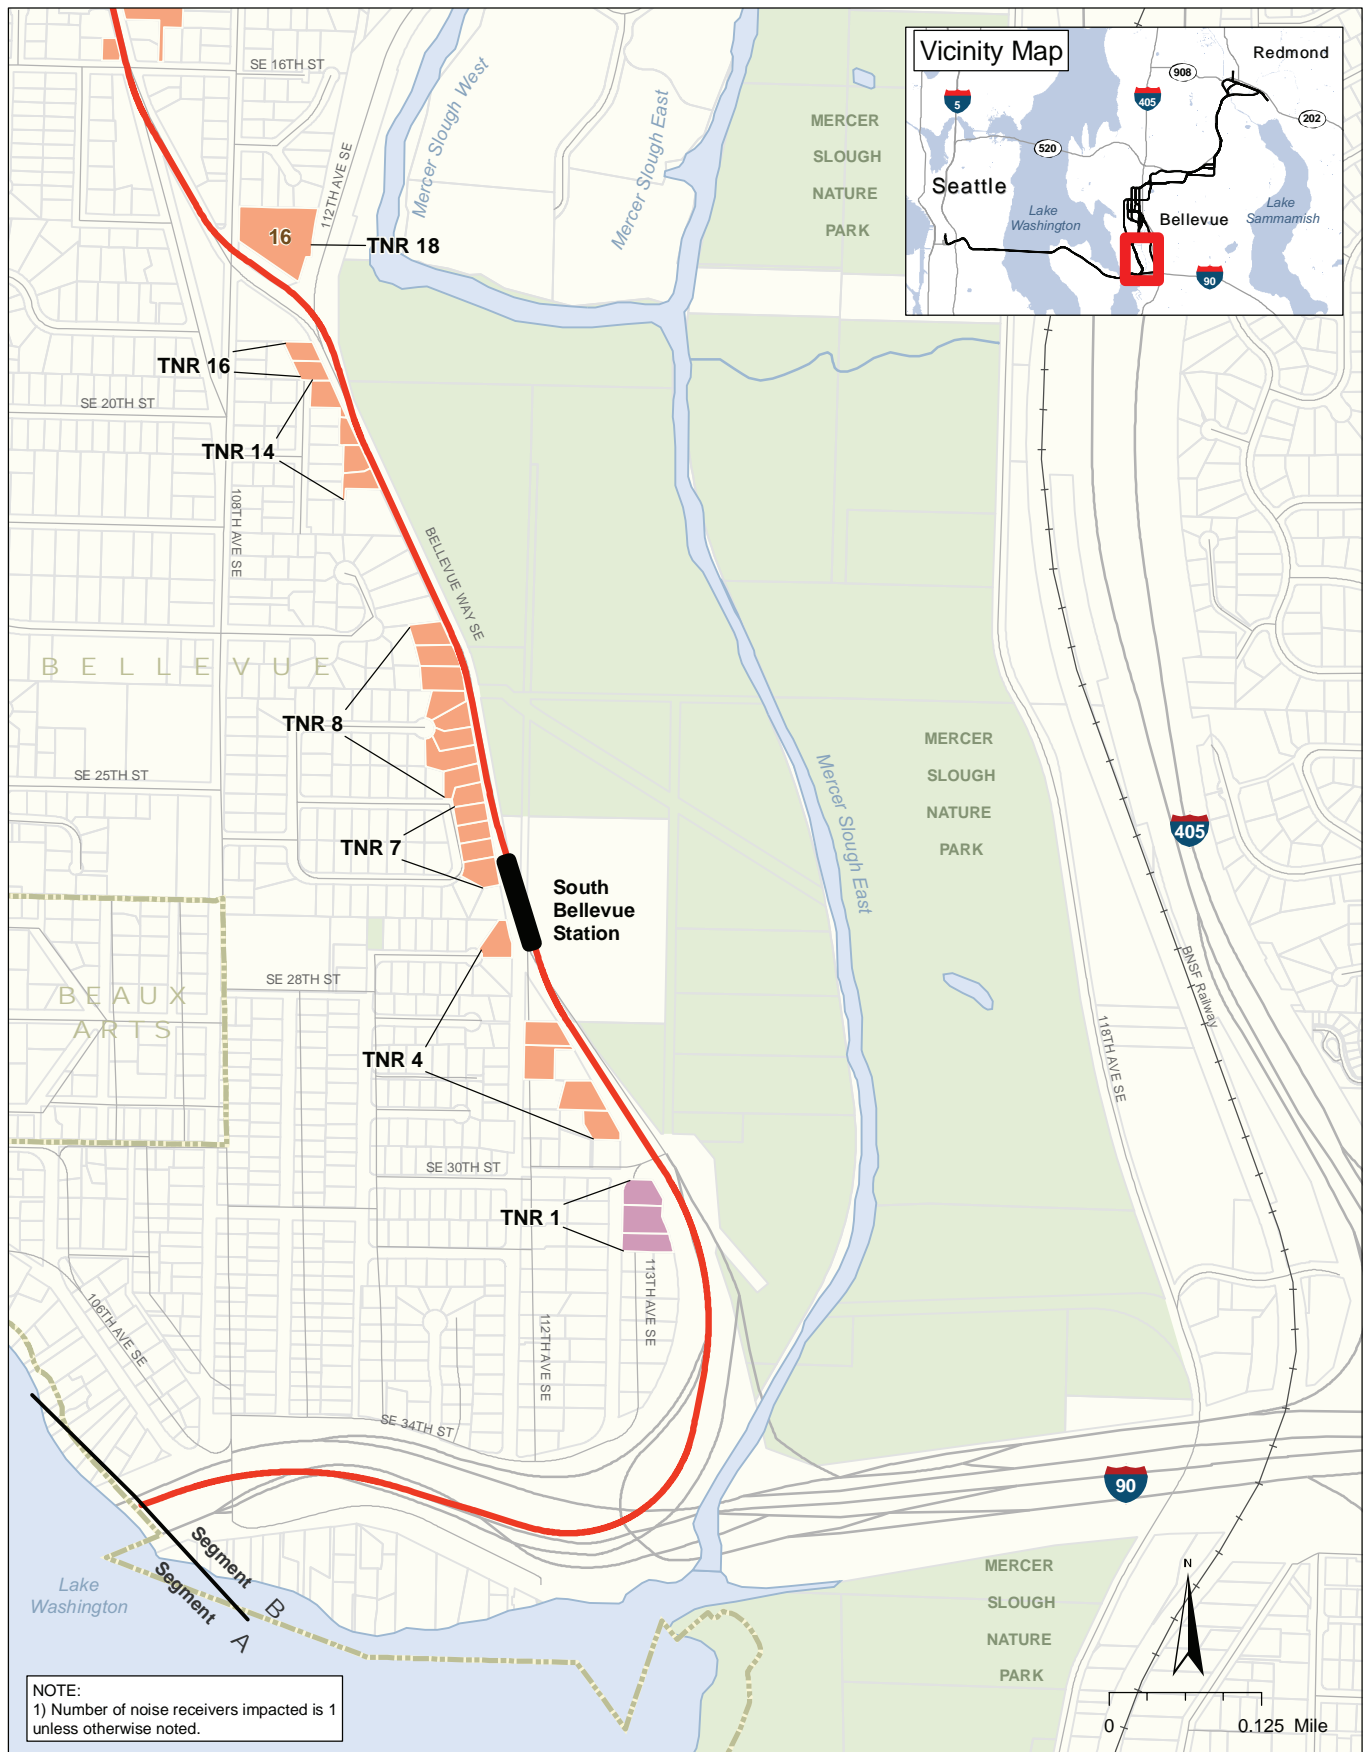 Vicinity Map
Redmond
908
5
405
202
520
Seattle
Lake
Washington
Bellevue
Lake
Sammamish
90
SE 16TH ST
112TH AVE SE
Mercer Slough West
Mercer Slough East
MERCER
SLOUGH
NATURE
PARK
16
TNR 18
TNR 16
SE 20TH ST
TNR 14
108TH AVE SE
BELLEVUE WAY SE
BELLEVUE
TNR 8
SE 25TH ST
TNR 7
MERCER
SLOUGH
NATURE
PARK
Mercer Slough East
405
South
Bellevue
Station
SE 28TH ST
BEAUX
ARTS
BNSF Railway
118TH AVE SE
TNR 4
SE 30TH ST
TNR 1
113TH AVE SE
112TH AVE SE
106TH AVE SE
SE 34TH ST
90
Segment B
Segment A
Lake
Washington
MERCER
SLOUGH
NATURE
PARK
N
NOTE:
1) Number of noise receivers impacted is 1
unless otherwise noted.
0 0.125 Mile